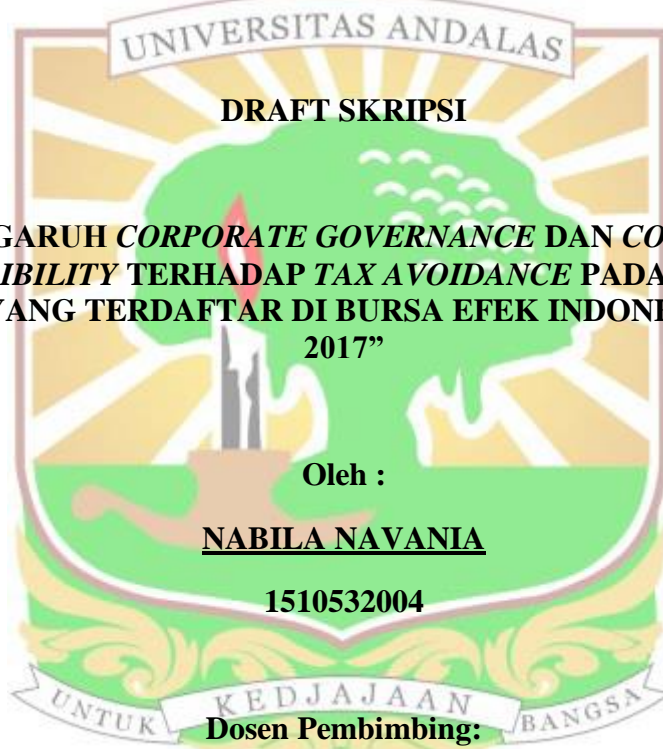 UNIVERSITAS ANDALAS
DRAFT SKRIPSI
GARUH CORPORATE GOVERNANCE DAN CO
IBILITY TERHADAP TAX AVOIDANCE PADA
YANG TERDAFTAR DI BURSA EFEK INDONE
2017”
Oleh :
NABILA NAVANIA
1510532004
UNTUK KEDJAJAAN BANGSA
Dosen Pembimbing: